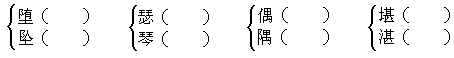 堕（　　） 瑟（　　） 偶（　　） 堪（　　）
坠（　　） 琴（　　） 隅（　　） 湛（　　）